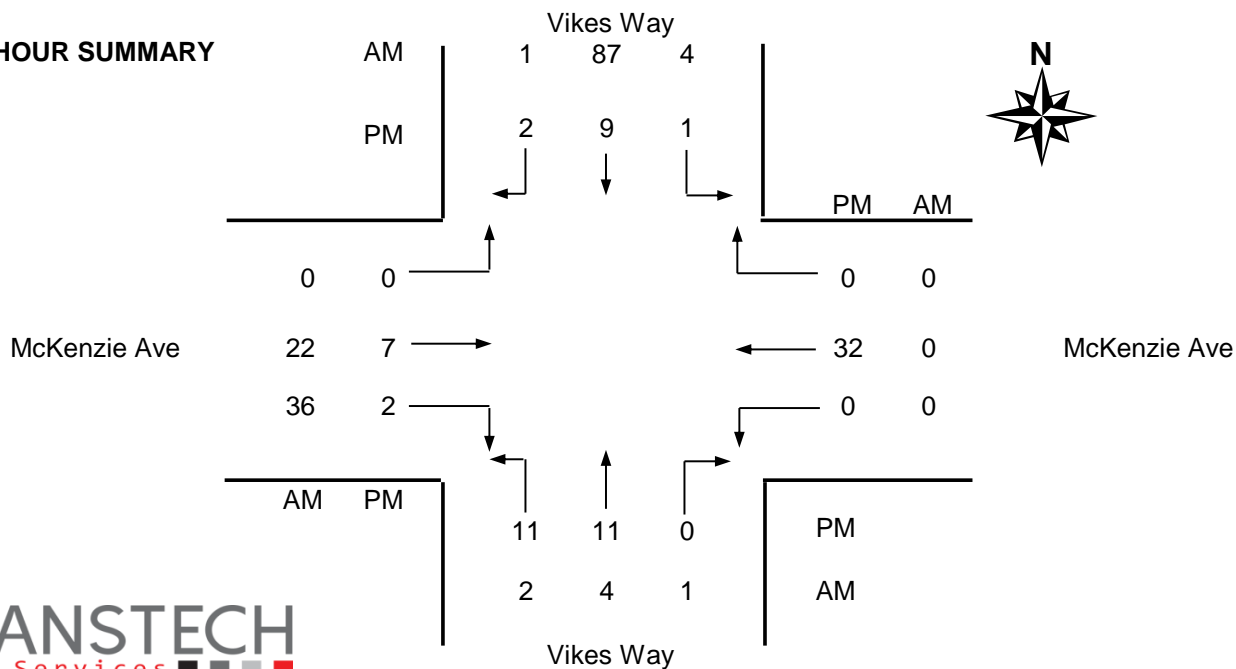 Vikes Way
HOUR SUMMARY AM 1 87 4 N
PM 2 9 1
PM AM
0 0 0 0
McKenzie Ave 22 7 32 0 McKenzie Ave
36 2 0 0
AM PM
11 11 0 PM
2 4 1 AM
ANSTECH
Services
Vikes Way